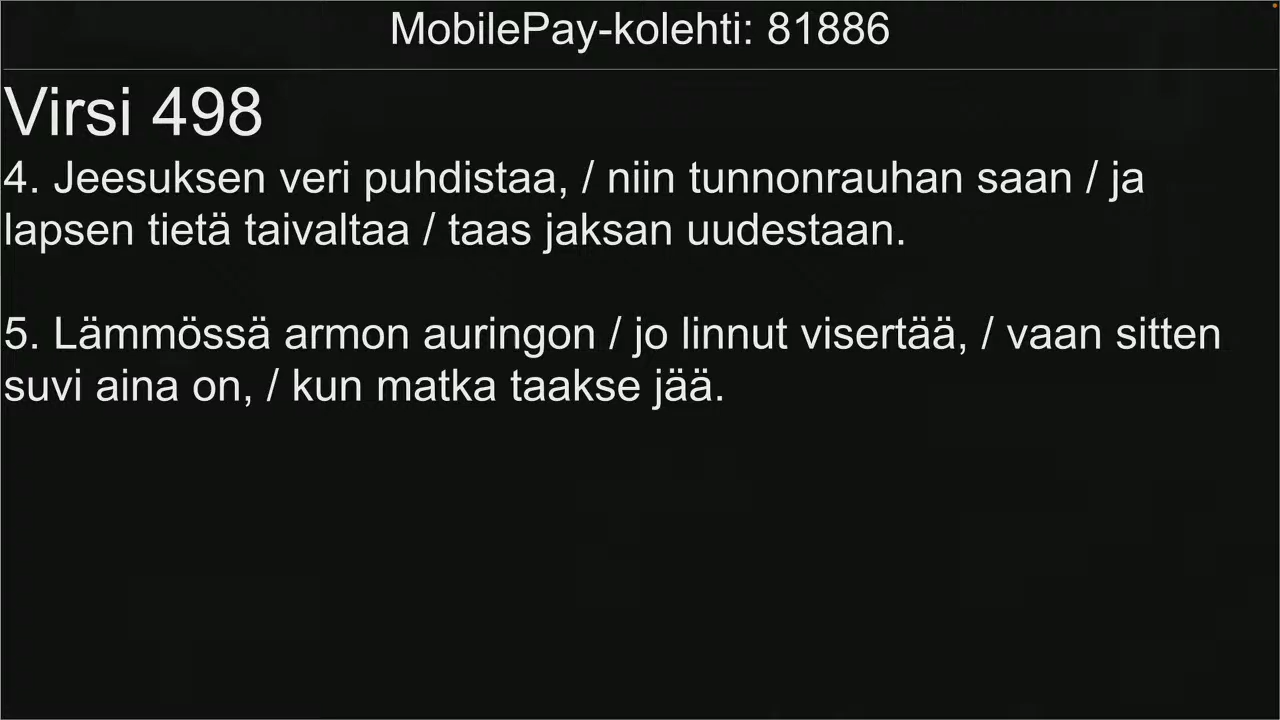 MobilePay-kolehti: 81886
Virsi 498
4. Jeesuksen veri puhdistaa, / niin tunnonrauhan saan / ja
lapsen tietä taivaltaa / taas jaksan uudestaan.
5. Lämmössä armon auringon / jo linnut visertää, / vaan sitten
suvi aina on, / kun matka taakse jää.